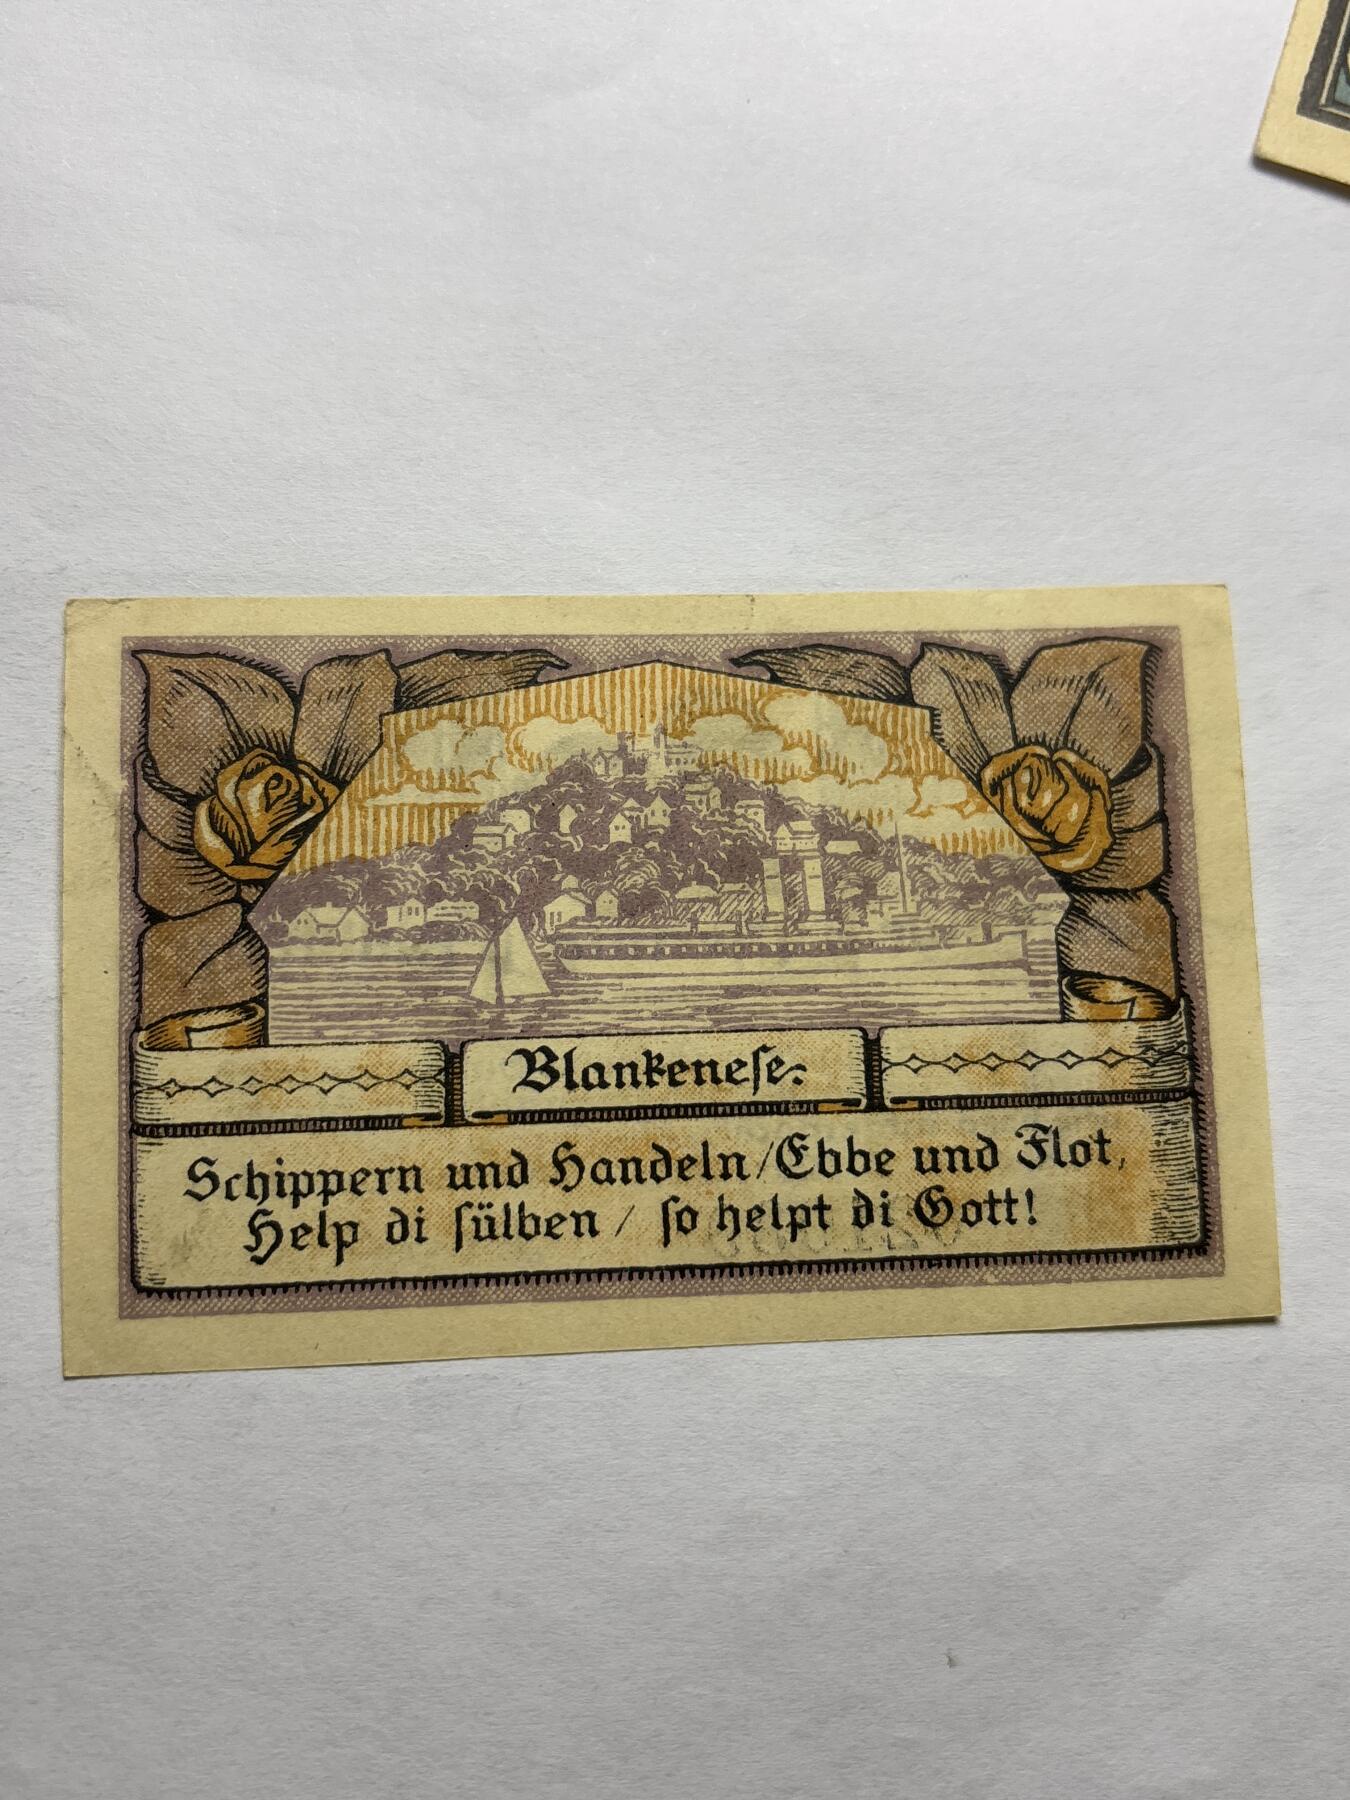 Blankenese.
Schippern und Handeln / Ebbe und Flot,
Help di sülben / so helpt di Gott!